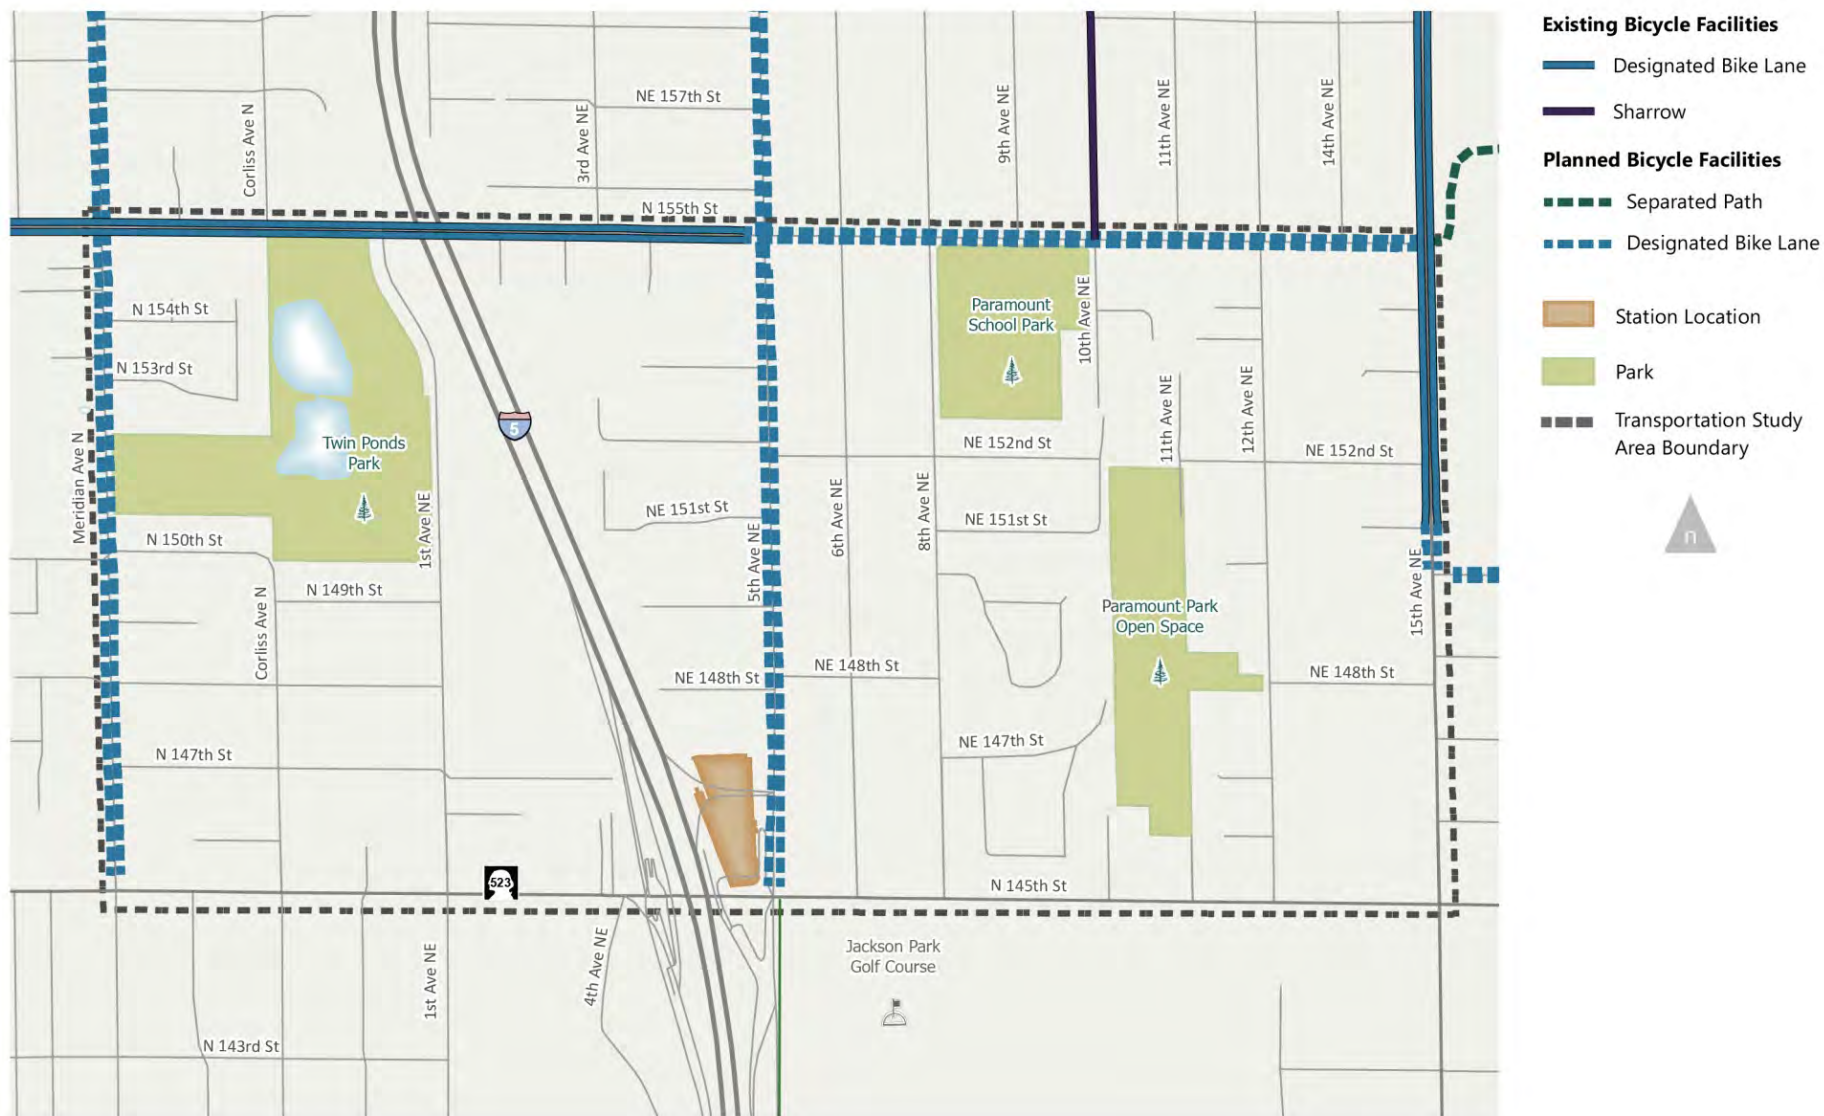 Existing Bicycle Facilities
Designated Bike Lane
Sharrow
Planned Bicycle Facilities
Separated Path
Designated Bike Lane
Station Location
Park
Transportation Study
Area Boundary
n
NE 157th St
Corliss Ave N
3rd Ave NE
9th Ave NE
11th Ave NE
14th Ave NE
N 155th St
N 154th St
N 153rd St
Paramount
School Park
10th Ave NE
5
Twin Ponds
Park
Meridian Ave N
1st Ave NE
NE 152nd St
11th Ave NE
12th Ave NE
NE 152nd St
N 150th St
NE 151st St
5th Ave NE
6th Ave NE
8th Ave NE
NE 151st St
15th Ave NE
N 149th St
Corliss Ave N
Paramount Park
Open Space
NE 148th St
NE 148th St
NE 148th St
N 147th St
NE 147th St
523
N 145th St
1st Ave NE
4th Ave NE
Jackson Park
Golf Course
N 143rd St